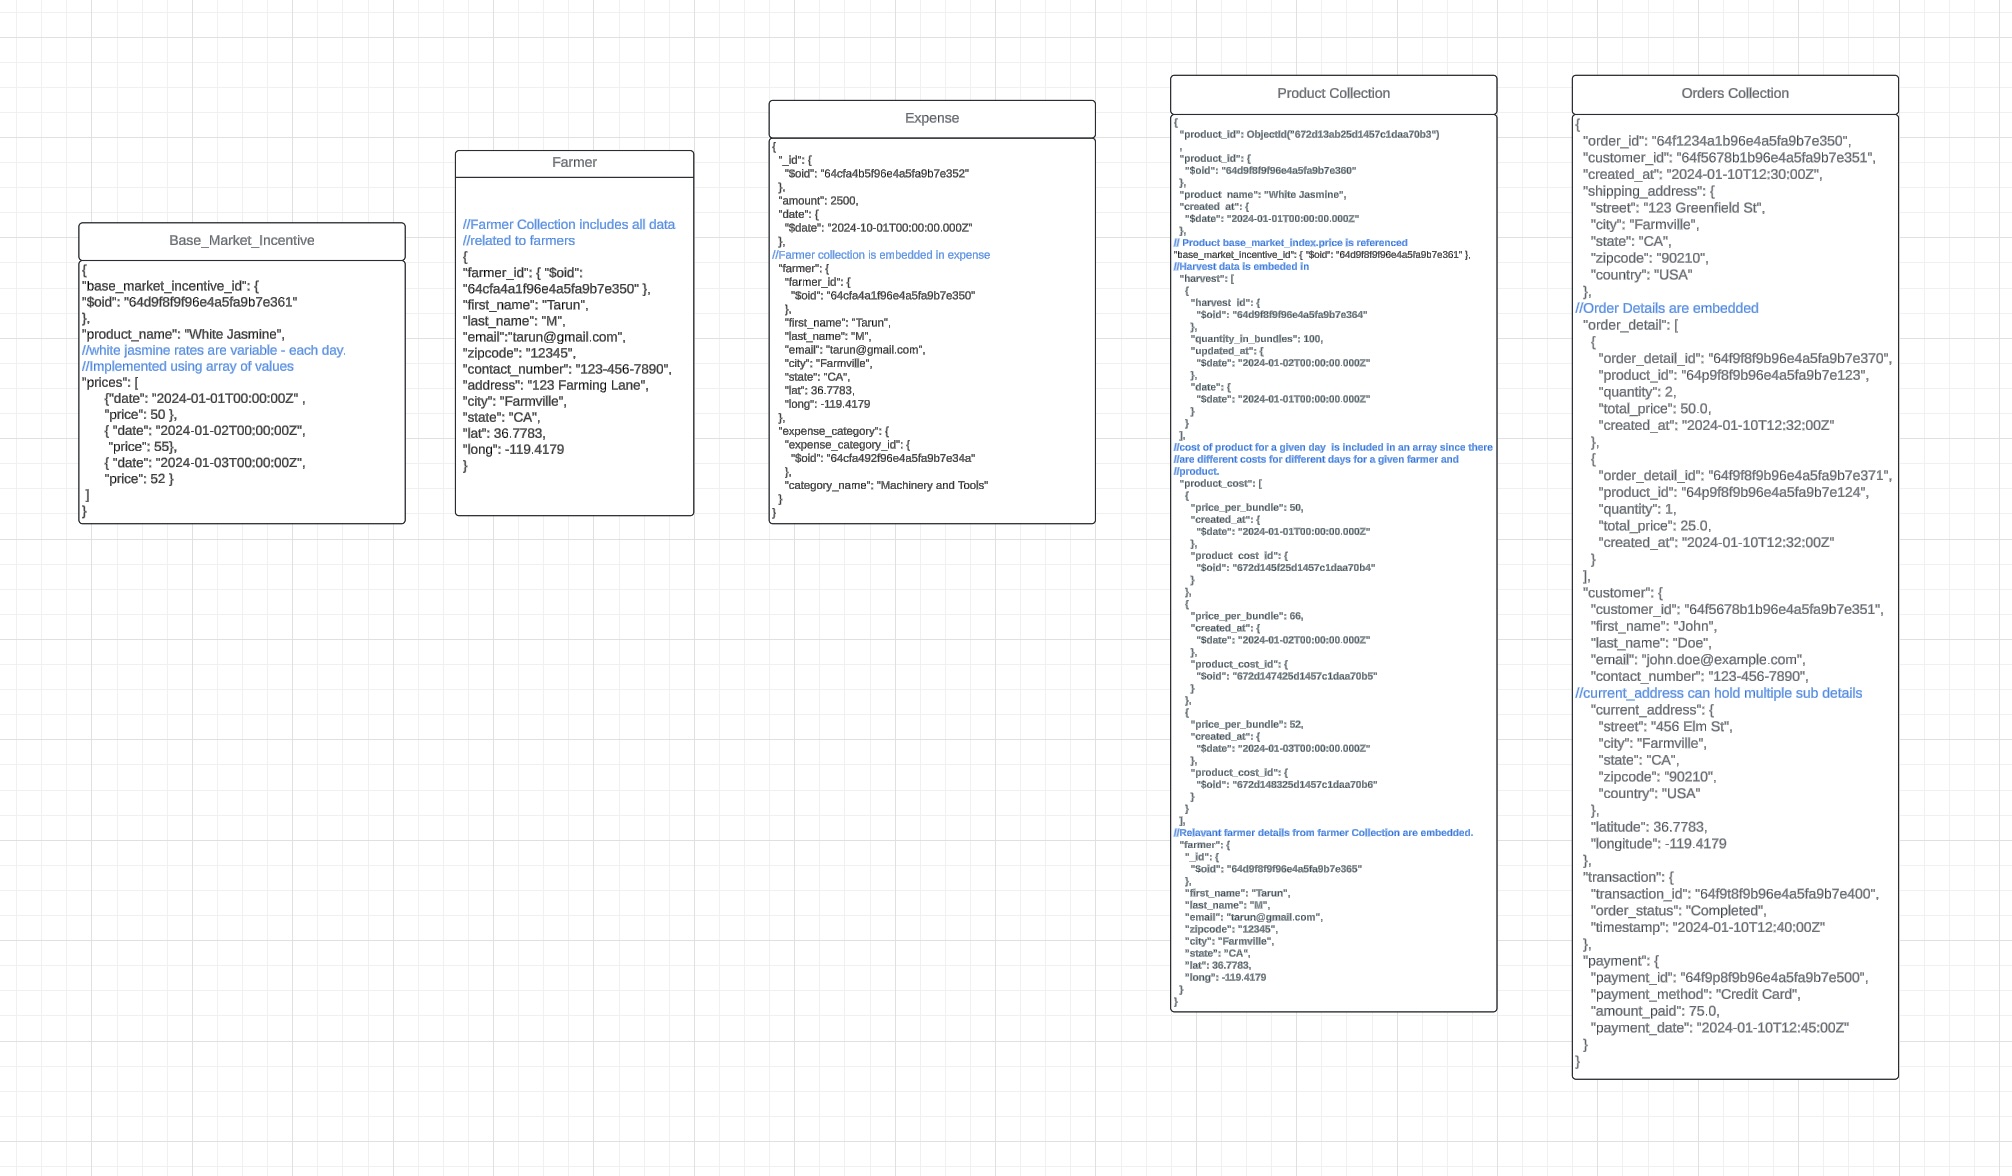 Base_Market_Incentive
{
"base_market_incentive_id": {
"$oid": "64d9f8f9f96e4a5fa9b7e361"
},
"product_name": "White Jasmine",
//white jasmine rates are variable - each day.
//Implemented using array of values
"prices": [
{"date": "2024-01-01T00:00:00Z" ,
"price": 50 },
{ "date": "2024-01-02T00:00:00Z",
"price": 55},
{ "date": "2024-01-03T00:00:00Z",
"price": 52 }
]
}
Farmer
//Farmer Collection includes all data
//related to farmers
{
"farmer_id": { "$oid":
"64cfa4a1f96e4a5fa9b7e350" },
"first_name": "Tarun",
"last_name": "M",
"email":"tarun@gmail.com",
"zipcode": "12345",
"contact_number": "123-456-7890",
"address": "123 Farming Lane",
"city": "Farmville",
"state": "CA",
"lat": 36.7783,
"long": -119.4179
}
Expense
{
"_id": {
"$oid": "64cfa4b5f96e4a5fa9b7e352"
},
"amount": 2500,
"date": {
"$date": "2024-10-01T00:00:00.000Z"
},
//Farmer collection is embedded in expense
"farmer": {
"farmer_id": {
"$oid": "64cfa4a1f96e4a5fa9b7e350"
},
"first_name": "Tarun",
"last_name": "M",
"email": "tarun@gmail.com",
"city": "Farmville",
"state": "CA",
"lat": 36.7783,
"long": -119.4179
},
"expense_category": {
"expense_category_id": {
"$oid": "64cfa492f96e4a5fa9b7e34a"
},
"category_name": "Machinery and Tools"
}
}
Product Collection
{
"product_id": ObjectId("672d13ab25d1457c1daa70b3")
,
"product_id": {
"$oid": "64d9f8f9f96e4a5fa9b7e360"
},
"product_name": "White Jasmine",
"created_at": {
"$date": "2024-01-01T00:00:00.000Z"
},
// Product base_market_index.price is referenced
"base_market_incentive_id": { "$oid": "64d9f8f9f96e4a5fa9b7e361" },
//Harvest data is embeded in
"harvest": [
{
"harvest_id": {
"$oid": "64d9f8f9f96e4a5fa9b7e364"
},
"quantity_in_bundles": 100,
"updated_at": {
"$date": "2024-01-02T00:00:00.000Z"
},
"date": {
"$date": "2024-01-01T00:00:00.000Z"
}
}
],
//cost of product for a given day is included in an array since there
//are different costs for different days for a given farmer and
//product.
"product_cost": [
{
"price_per_bundle": 50,
"created_at": {
"$date": "2024-01-01T00:00:00.000Z"
},
"product_cost_id": {
"$oid": "672d145f25d1457c1daa70b4"
}
},
{
"price_per_bundle": 66,
"created_at": {
"$date": "2024-01-02T00:00:00.000Z"
},
"product_cost_id": {
"$oid": "672d147425d1457c1daa70b5"
}
},
{
"price_per_bundle": 52,
"created_at": {
"$date": "2024-01-03T00:00:00.000Z"
},
"product_cost_id": {
"$oid": "672d148325d1457c1daa70b6"
}
}
],
//Relavant farmer details from farmer Collection are embedded.
"farmer": {
"_id": {
"$oid": "64d9f8f9f96e4a5fa9b7e365"
},
"first_name": "Tarun",
"last_name": "M",
"email": "tarun@gmail.com",
"zipcode": "12345",
"city": "Farmville",
"state": "CA",
"lat": 36.7783,
"long": -119.4179
}
}
Orders Collection
{
"order_id": "64f1234a1b96e4a5fa9b7e350",
"customer_id": "64f5678b1b96e4a5fa9b7e351",
"created_at": "2024-01-10T12:30:00Z",
"shipping_address": {
"street": "123 Greenfield St",
"city": "Farmville",
"state": "CA",
"zipcode": "90210",
"country": "USA"
},
//Order Details are embedded
"order_detail": [
{
"order_detail_id": "64f9f8f9b96e4a5fa9b7e370",
"product_id": "64p9f8f9b96e4a5fa9b7e123",
"quantity": 2,
"total_price": 50.0,
"created_at": "2024-01-10T12:32:00Z"
},
{
"order_detail_id": "64f9f8f9b96e4a5fa9b7e371",
"product_id": "64p9f8f9b96e4a5fa9b7e124",
"quantity": 1,
"total_price": 25.0,
"created_at": "2024-01-10T12:32:00Z"
}
],
"customer": {
"customer_id": "64f5678b1b96e4a5fa9b7e351",
"first_name": "John",
"last_name": "Doe",
"email": "john.doe@example.com",
"contact_number": "123-456-7890",
//current_address can hold multiple sub details
"current_address": {
"street": "456 Elm St",
"city": "Farmville",
"state": "CA",
"zipcode": "90210",
"country": "USA"
},
"latitude": 36.7783,
"longitude": -119.4179
},
"transaction": {
"transaction_id": "64f9t8f9b96e4a5fa9b7e400",
"order_status": "Completed",
"timestamp": "2024-01-10T12:40:00Z"
},
"payment": {
"payment_id": "64f9p8f9b96e4a5fa9b7e500",
"payment_method": "Credit Card",
"amount_paid": 75.0,
"payment_date": "2024-01-10T12:45:00Z"
}
}